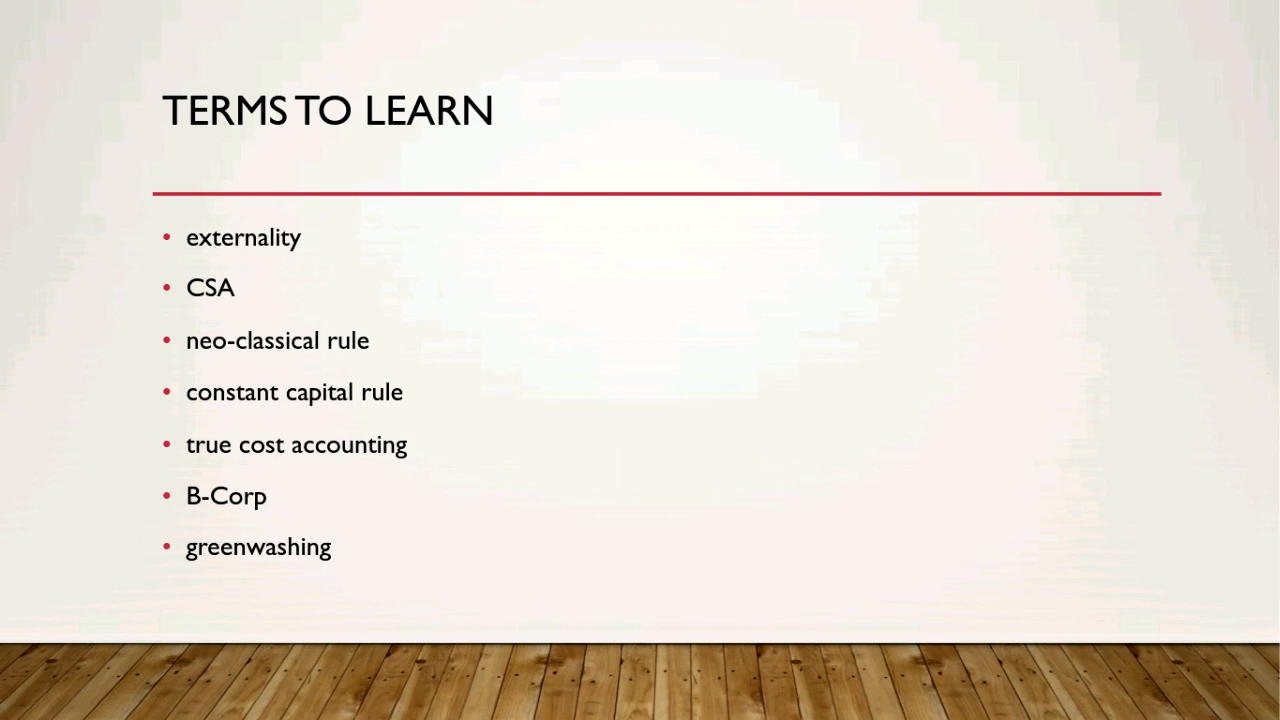 TERMS TO LEARN
• externality
• CSA
• neo-classical rule
• constant capital rule
• true cost accounting
• B-Corp
• greenwashing